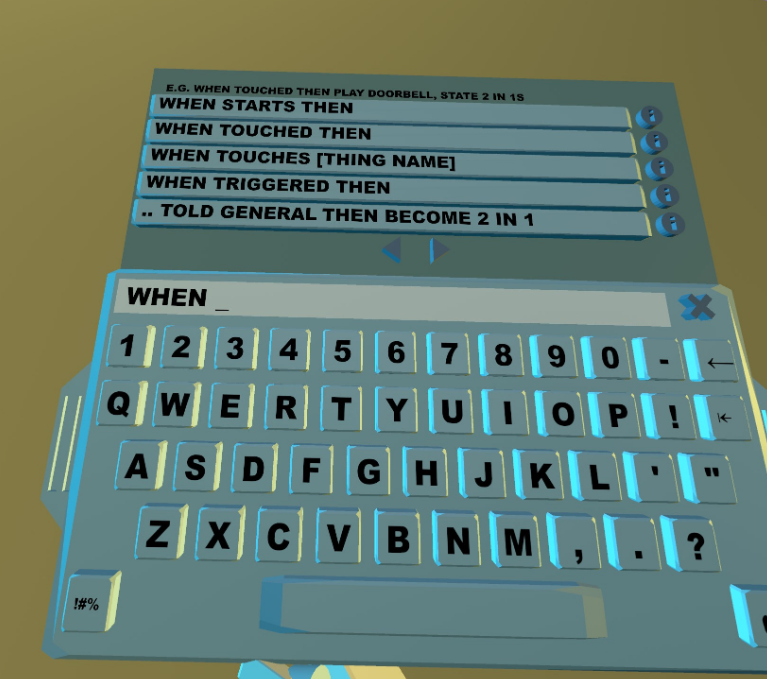 E.G. WHEN TOUCHED THEN PLAY DOORBELL, STATE 2 IN 1S
WHEN STARTS THEN
WHEN TOUCHED THEN
WHEN TOUCHES [THING NAME]
WHEN TRIGGERED THEN
.. TOLD GENERAL THEN BECOME 2 IN 1
WHEN _
1 2 3 4 5 6 7 8 9 0 - ←
Q W E R T Y U I O P ! ⇤
A S D F G H J K L ' "
Z X C V B N M , . ?
!#%